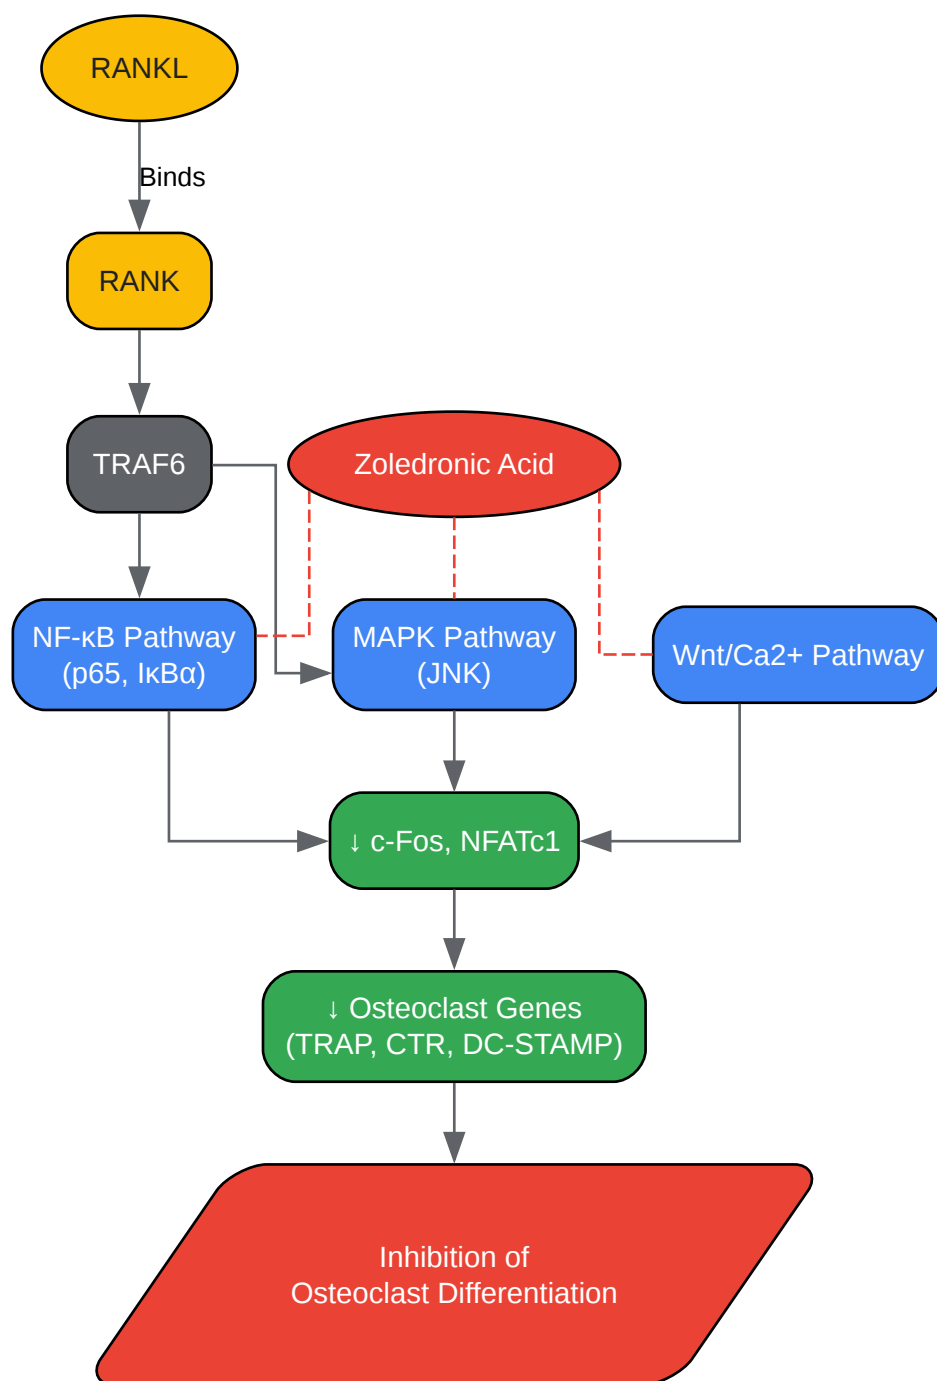 RANKL
Binds
RANK
TRAF6
Zoledronic Acid
NF-κB Pathway
(p65, IκBα)
MAPK Pathway
(JNK)
Wnt/Ca2+ Pathway
↓ c-Fos, NFATc1
↓ Osteoclast Genes
(TRAP, CTR, DC-STAMP)
Inhibition of
Osteoclast Differentiation